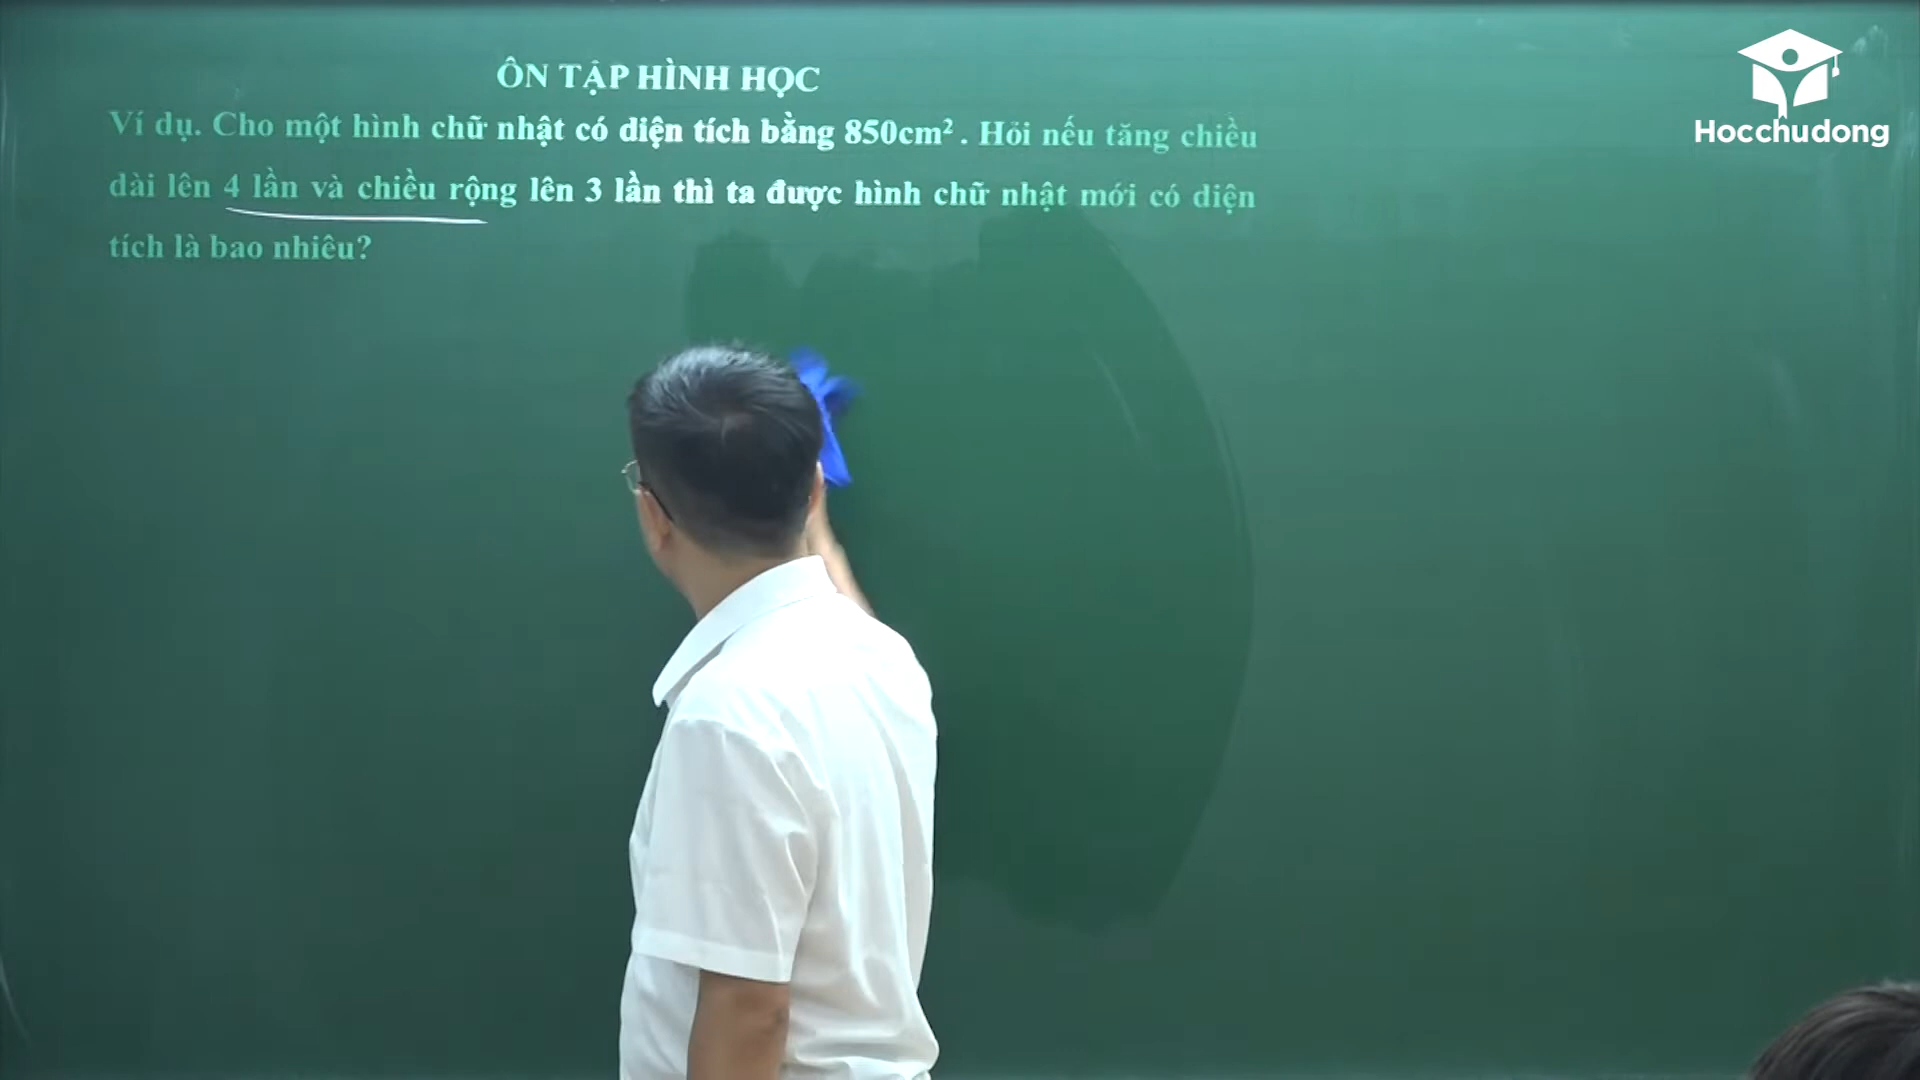 Hocchudong
ÔN TẬP HÌNH HỌC
Ví dụ. Cho một hình chữ nhật có diện tích bằng 850cm². Hỏi nếu tăng chiều
dài lên 4 lần và chiều rộng lên 3 lần thì ta được hình chữ nhật mới có diện
tích là bao nhiêu?